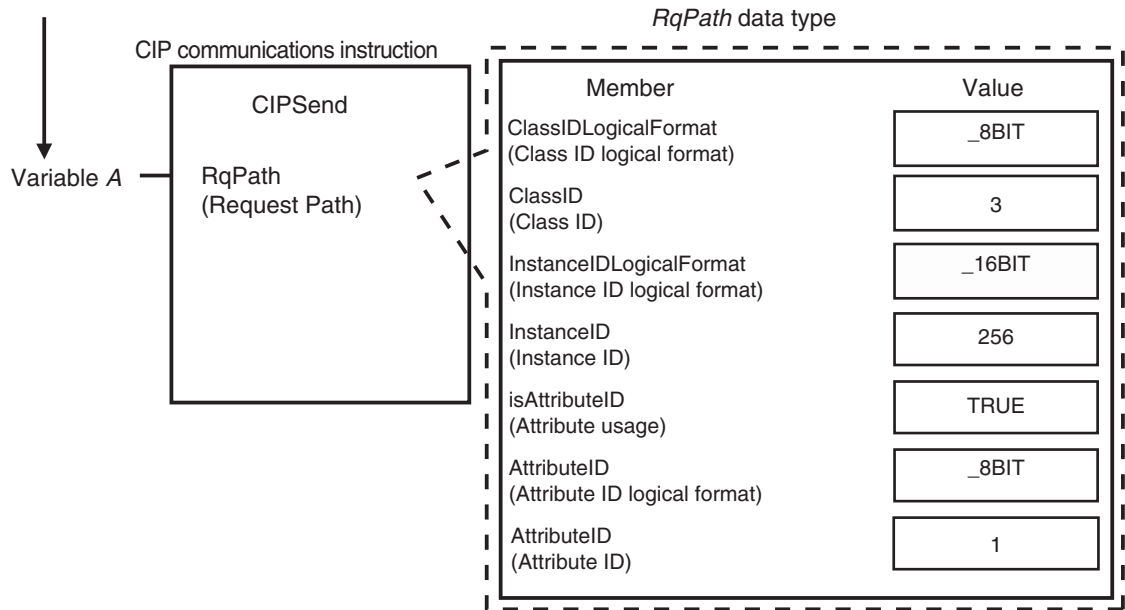 RqPath data type
CIP communications instruction
CIPSend
Variable A
RqPath
(Request Path)
Member Value
ClassIDLogicalFormat
(Class ID logical format)
_8BIT
ClassID
(Class ID)
3
InstanceIDLogicalFormat
(Instance ID logical format)
_16BIT
InstanceID
(Instance ID)
256
isAttributeID
(Attribute usage)
TRUE
AttributeID
(Attribute ID logical format)
_8BIT
AttributeID
(Attribute ID)
1